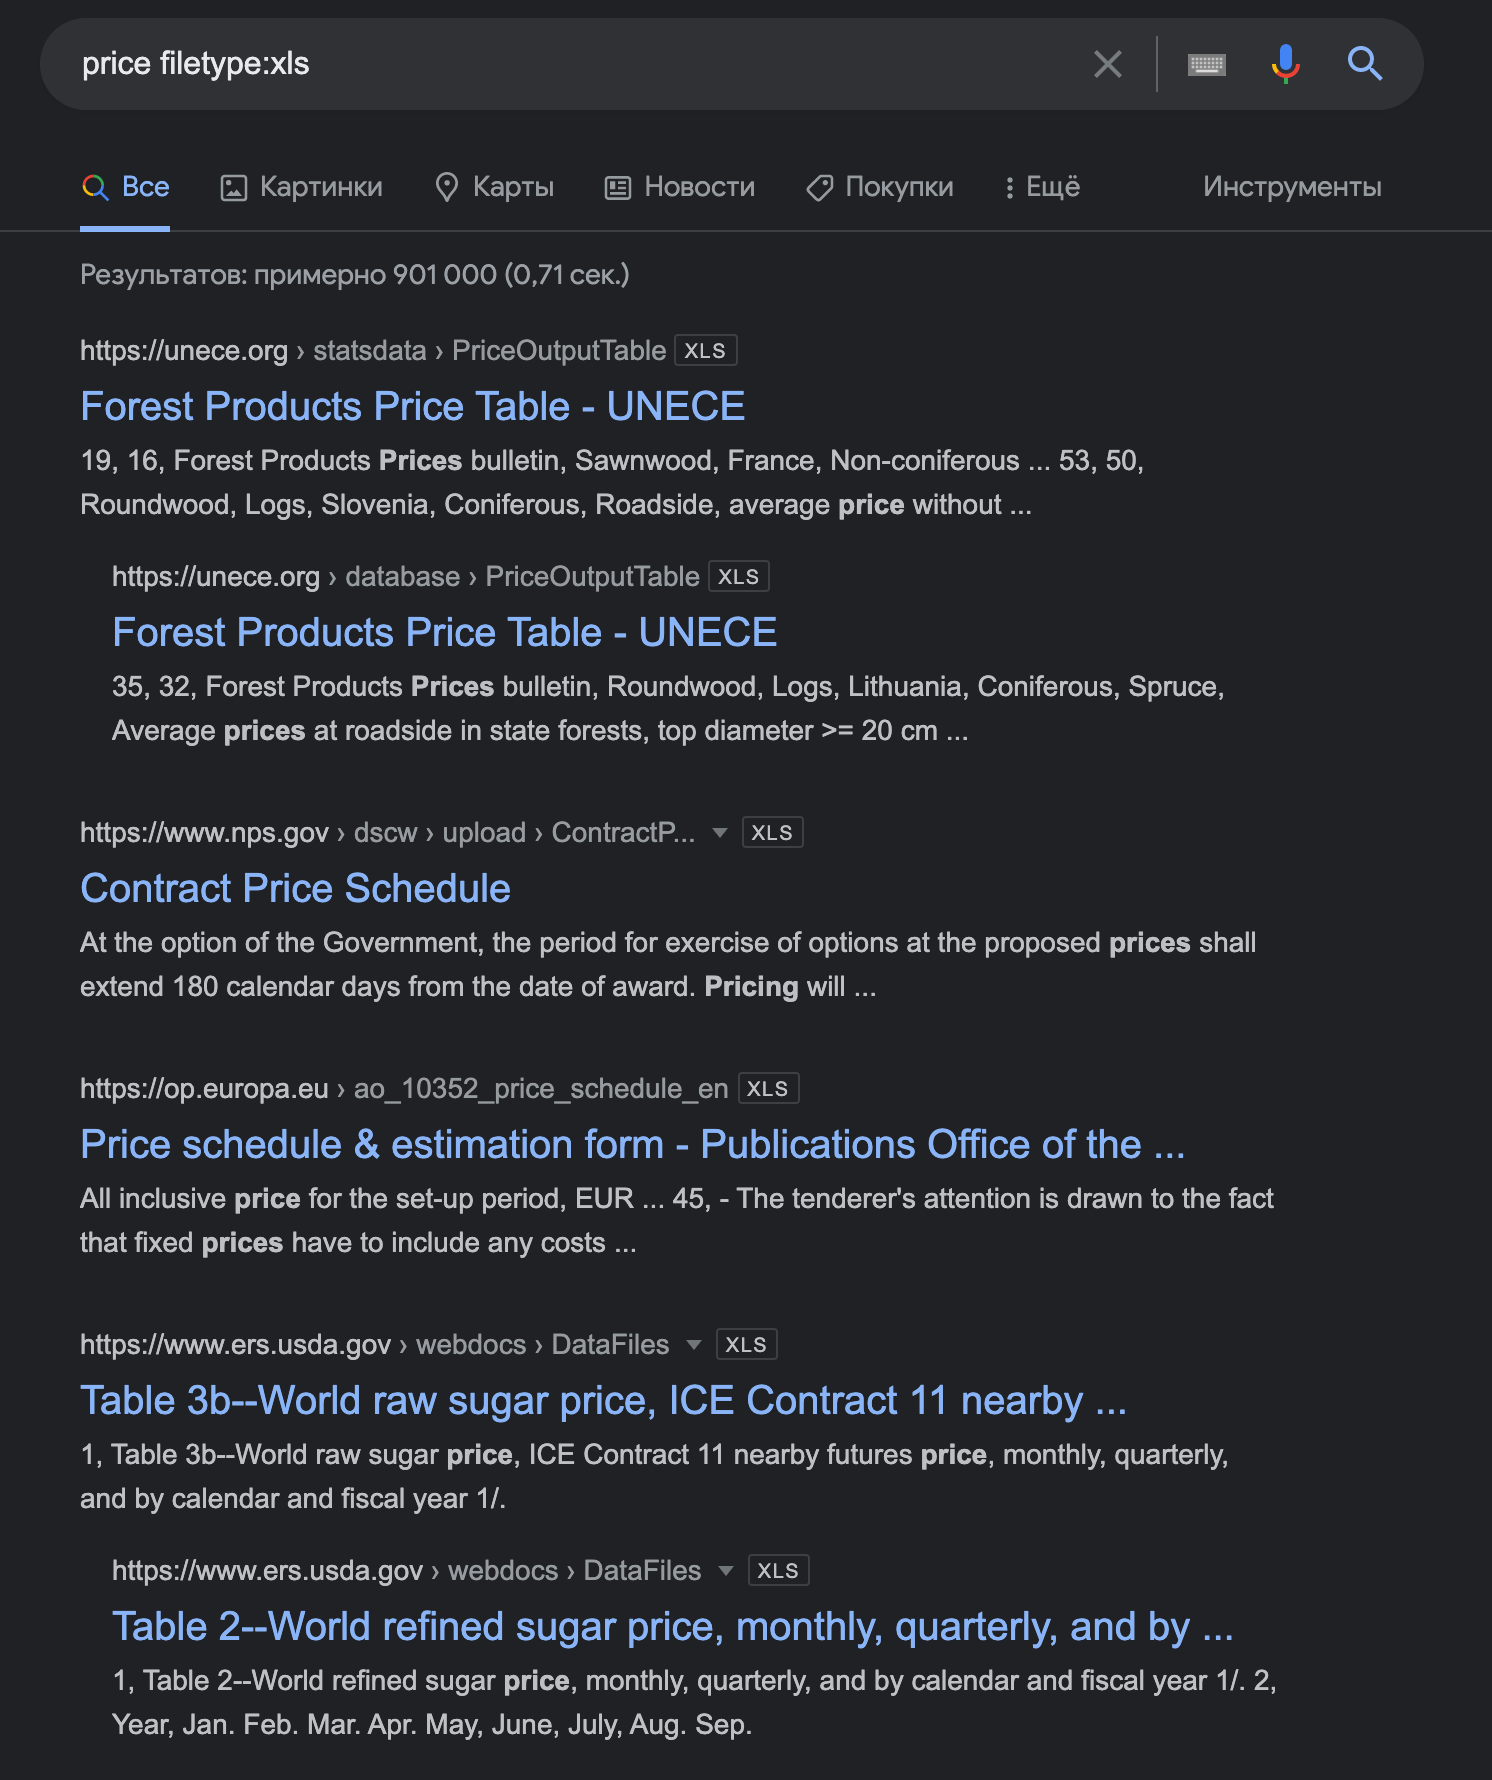 price filetype:xls
Все Картинки Карты Новости Покупки Ещё Инструменты
Результатов: примерно 901 000 (0,71 сек.)
https://unece.org › statsdata › PriceOutputTable XLS
Forest Products Price Table - UNECE
19, 16, Forest Products Prices bulletin, Sawnwood, France, Non-coniferous ... 53, 50,
Roundwood, Logs, Slovenia, Coniferous, Roadside, average price without ...
https://unece.org › database › PriceOutputTable XLS
Forest Products Price Table - UNECE
35, 32, Forest Products Prices bulletin, Roundwood, Logs, Lithuania, Coniferous, Spruce,
Average prices at roadside in state forests, top diameter >= 20 cm ...
https://www.nps.gov › dscw › upload › ContractP... XLS
Contract Price Schedule
At the option of the Government, the period for exercise of options at the proposed prices shall
extend 180 calendar days from the date of award. Pricing will ...
https://op.europa.eu › ao_10352_price_schedule_en XLS
Price schedule & estimation form - Publications Office of the ...
All inclusive price for the set-up period, EUR ... 45, - The tenderer's attention is drawn to the fact
that fixed prices have to include any costs ...
https://www.ers.usda.gov › webdocs › DataFiles XLS
Table 3b--World raw sugar price, ICE Contract 11 nearby ...
1, Table 3b--World raw sugar price, ICE Contract 11 nearby futures price, monthly, quarterly,
and by calendar and fiscal year 1/.
https://www.ers.usda.gov › webdocs › DataFiles XLS
Table 2--World refined sugar price, monthly, quarterly, and by ...
1, Table 2--World refined sugar price, monthly, quarterly, and by calendar and fiscal year 1/. 2,
Year, Jan. Feb. Mar. Apr. May, June, July, Aug. Sep.